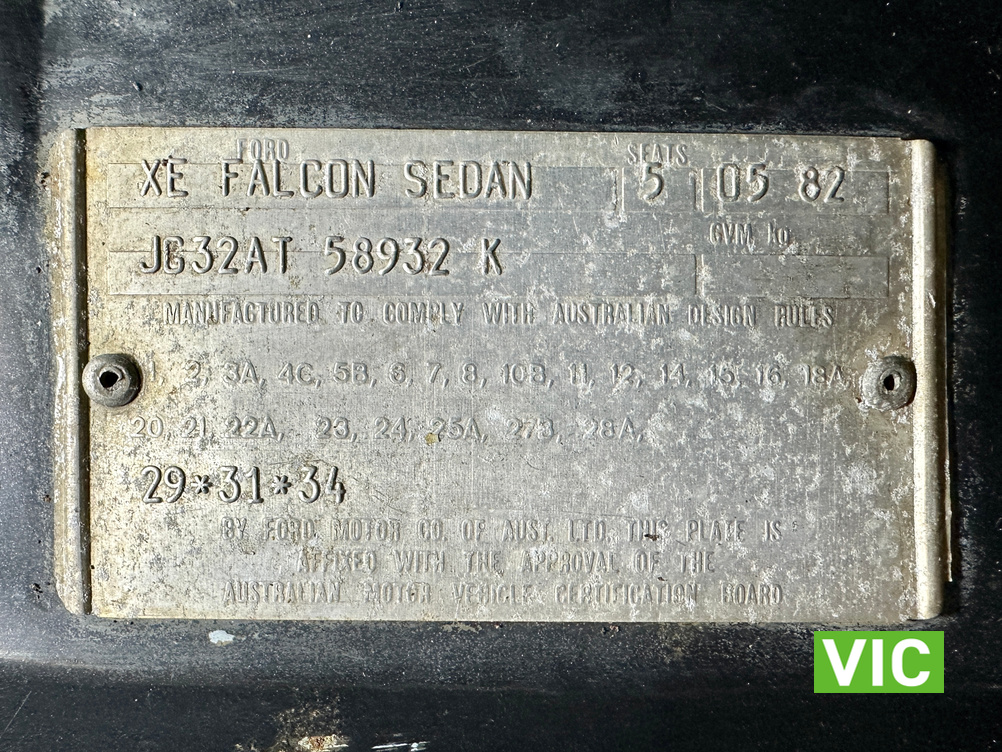 FORD SEATS
XE FALCON SEDAN 5 05 82
GVM Kg
JG32AT 58932 K
MANUFACTURED TO COMPLY WITH AUSTRALIAN DESIGN RULES
1, 2, 3A, 4C, 5B, 6, 7, 8, 10B, 11, 12, 14, 15, 16, 18A,
20, 21, 22A, 23, 24, 25A, 27B, 28A,
29*31*34
BY FORD MOTOR CO. OF AUST. LTD. THIS PLATE IS
AFFIXED WITH THE APPROVAL OF THE
AUSTRALIAN MOTOR VEHICLE CERTIFICATION BOARD
VIC